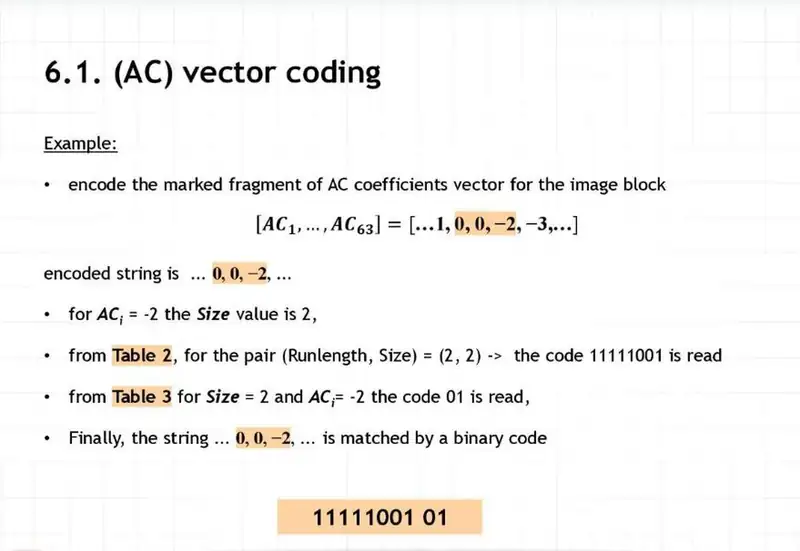 6.1. (AC) vector coding
Example:
• encode the marked fragment of AC coefficients vector for the image block
[AC₁, ... , AC₆₃] = [...1, 0, 0, −2, −3,...]
encoded string is ... 0, 0, −2, ...
• for ACᵢ = -2 the Size value is 2,
• from Table 2, for the pair (Runlength, Size) = (2, 2) -> the code 11111001 is read
• from Table 3 for Size = 2 and ACᵢ= -2 the code 01 is read,
• Finally, the string ... 0, 0, −2, ... is matched by a binary code
11111001 01